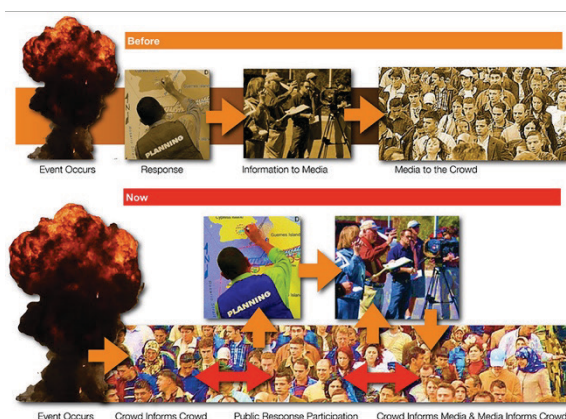 Before
PLANNING
Event Occurs
Response
Information to Media
Media to the Crowd
Now
PLANNING
Event Occurs
Crowd Informs Crowd
Public Response Participation
Crowd Informs Media & Media Informs Crowd